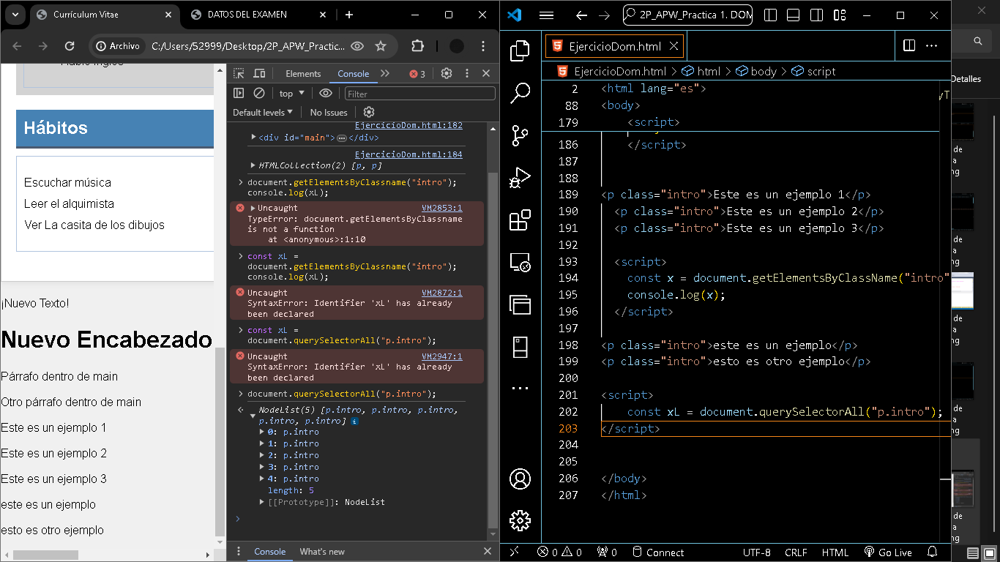 Currículum Vitae
DATOS DEL EXAMEN
Archivo
C:/Users/52999/Desktop/2P_APW_Practic...
Hábitos
Escuchar música
Leer el alquimista
Ver La casita de los dibujos
¡Nuevo Texto!
Nuevo Encabezado
Párrafo dentro de main
Otro párrafo dentro de main
Este es un ejemplo 1
Este es un ejemplo 2
Este es un ejemplo 3
este es un ejemplo
esto es otro ejemplo
Elements
Console
3
top
Filter
Default levels
No Issues
EjercicioDom.html:182
<div id="main"></div>
EjercicioDom.html:184
HTMLCollection(2) [p, p]
document.getElementsByClassname("intro");
console.log(xL);
Uncaught VM2853:1
TypeError: document.getElementsByClassname
is not a function
at <anonymous>:1:10
const xL =
document.getElementsByClassname("intro");
console.log(xL);
Uncaught VM2872:1
SyntaxError: Identifier 'xL' has already
been declared
const xL =
document.querySelectorAll("p.intro");
Uncaught VM2947:1
SyntaxError: Identifier 'xL' has already
been declared
document.querySelectorAll("p.intro");
NodeList(5) [p.intro, p.intro, p.intro,
p.intro, p.intro]
0: p.intro
1: p.intro
2: p.intro
3: p.intro
4: p.intro
length: 5
[[Prototype]]: NodeList
Console
What's new
2P_APW_Practica 1. DOM
EjercicioDom.html
EjercicioDom.html > html > body > script
2 <html lang="es">
88 <body>
179 <script>
186 </script>
187
188
189 <p class="intro">Este es un ejemplo 1</p>
190 <p class="intro">Este es un ejemplo 2</p>
191 <p class="intro">Este es un ejemplo 3</p>
192
193 <script>
194 const x = document.getElementsByClassName("intro"
195 console.log(x);
196 </script>
197
198 <p class="intro">este es un ejemplo</p>
199 <p class="intro">esto es otro ejemplo</p>
200
201 <script>
202 const xL = document.querySelectorAll("p.intro");
203 </script>
204
205
206 </body>
207 </html>
0 0
0
Connect
UTF-8
CRLF
HTML
Go Live
Detalles
de
a
ng
de
a
ng
de
a
ng
de
a
ng
de
a
ng
de
a
ng